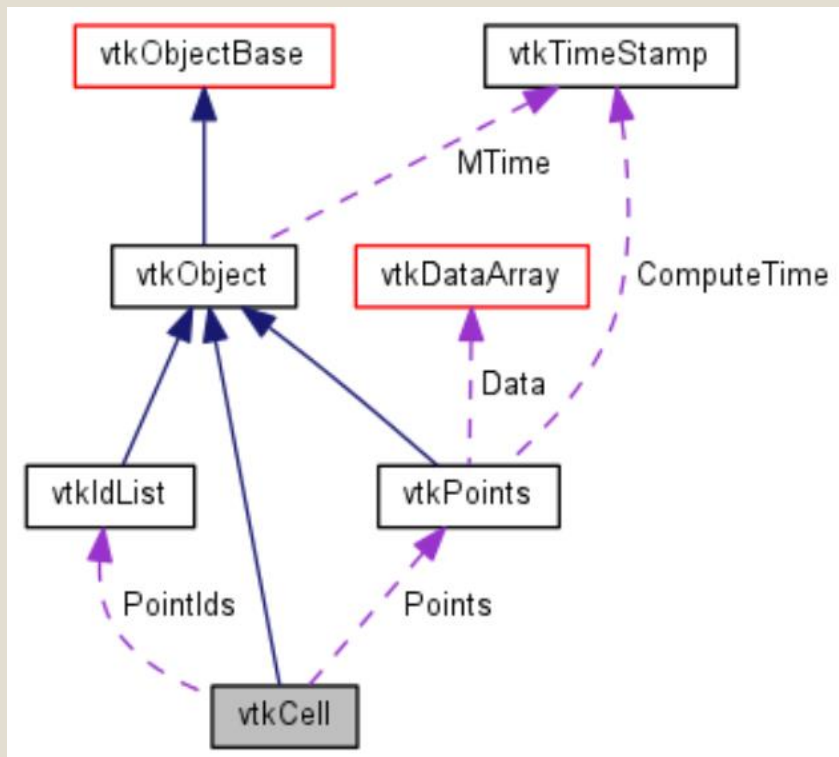 vtkObjectBase
vtkTimeStamp
MTime
vtkObject
vtkDataArray
ComputeTime
Data
vtkIdList
vtkPoints
PointIds
Points
vtkCell